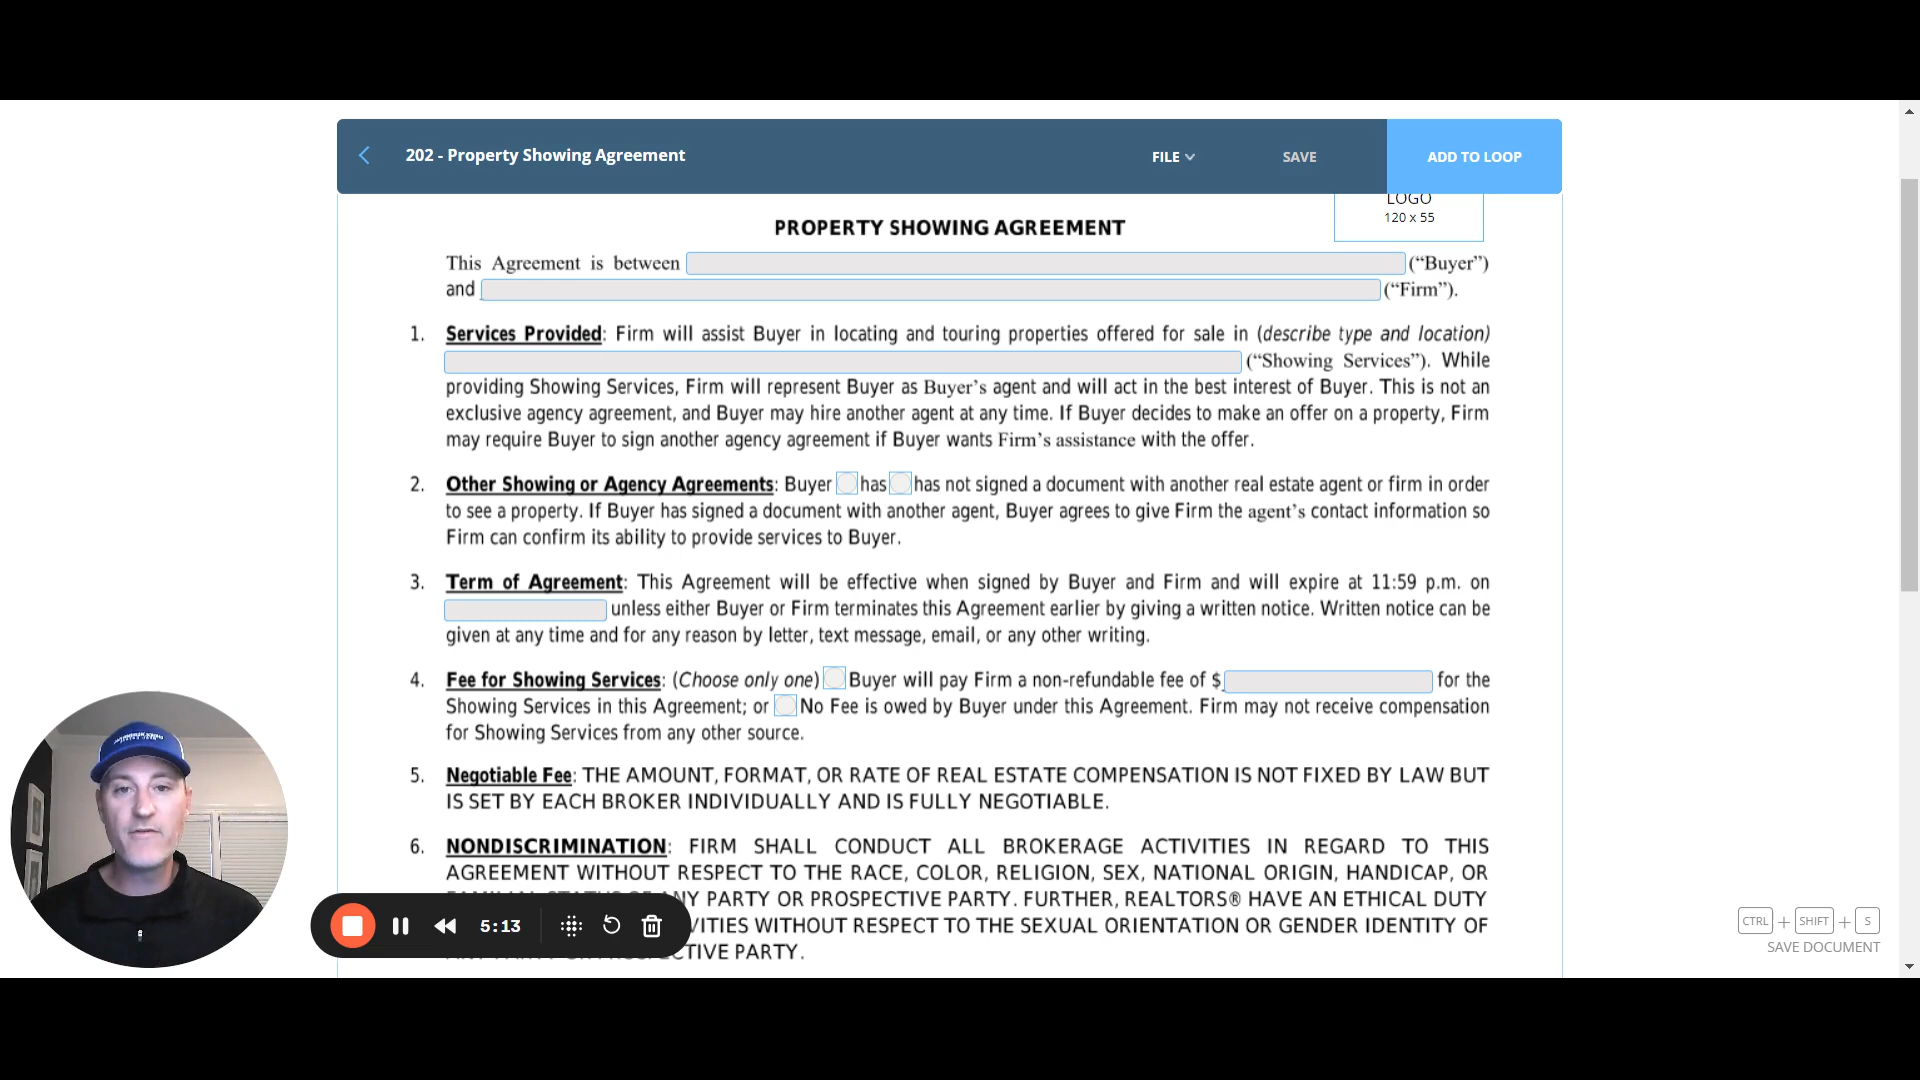 202 - Property Showing Agreement
FILE
SAVE
ADD TO LOOP
LOGO
120 x 55
PROPERTY SHOWING AGREEMENT
This Agreement is between (“Buyer”)
and (“Firm”).
1. Services Provided: Firm will assist Buyer in locating and touring properties offered for sale in (describe type and location)
(“Showing Services”). While
providing Showing Services, Firm will represent Buyer as Buyer’s agent and will act in the best interest of Buyer. This is not an
exclusive agency agreement, and Buyer may hire another agent at any time. If Buyer decides to make an offer on a property, Firm
may require Buyer to sign another agency agreement if Buyer wants Firm’s assistance with the offer.
2. Other Showing or Agency Agreements: Buyer has has not signed a document with another real estate agent or firm in order
to see a property. If Buyer has signed a document with another agent, Buyer agrees to give Firm the agent’s contact information so
Firm can confirm its ability to provide services to Buyer.
3. Term of Agreement: This Agreement will be effective when signed by Buyer and Firm and will expire at 11:59 p.m. on
unless either Buyer or Firm terminates this Agreement earlier by giving a written notice. Written notice can be
given at any time and for any reason by letter, text message, email, or any other writing.
4. Fee for Showing Services: (Choose only one) Buyer will pay Firm a non-refundable fee of $ for the
Showing Services in this Agreement; or No Fee is owed by Buyer under this Agreement. Firm may not receive compensation
for Showing Services from any other source.
5. Negotiable Fee: THE AMOUNT, FORMAT, OR RATE OF REAL ESTATE COMPENSATION IS NOT FIXED BY LAW BUT
IS SET BY EACH BROKER INDIVIDUALLY AND IS FULLY NEGOTIABLE.
6. NONDISCRIMINATION: FIRM SHALL CONDUCT ALL BROKERAGE ACTIVITIES IN REGARD TO THIS
AGREEMENT WITHOUT RESPECT TO THE RACE, COLOR, RELIGION, SEX, NATIONAL ORIGIN, HANDICAP, OR
PARTY OR PROSPECTIVE PARTY. FURTHER, REALTORS® HAVE AN ETHICAL DUTY
WITHOUT RESPECT TO THE SEXUAL ORIENTATION OR GENDER IDENTITY OF
PARTY.
5:13
CTRL + SHIFT + S
SAVE DOCUMENT